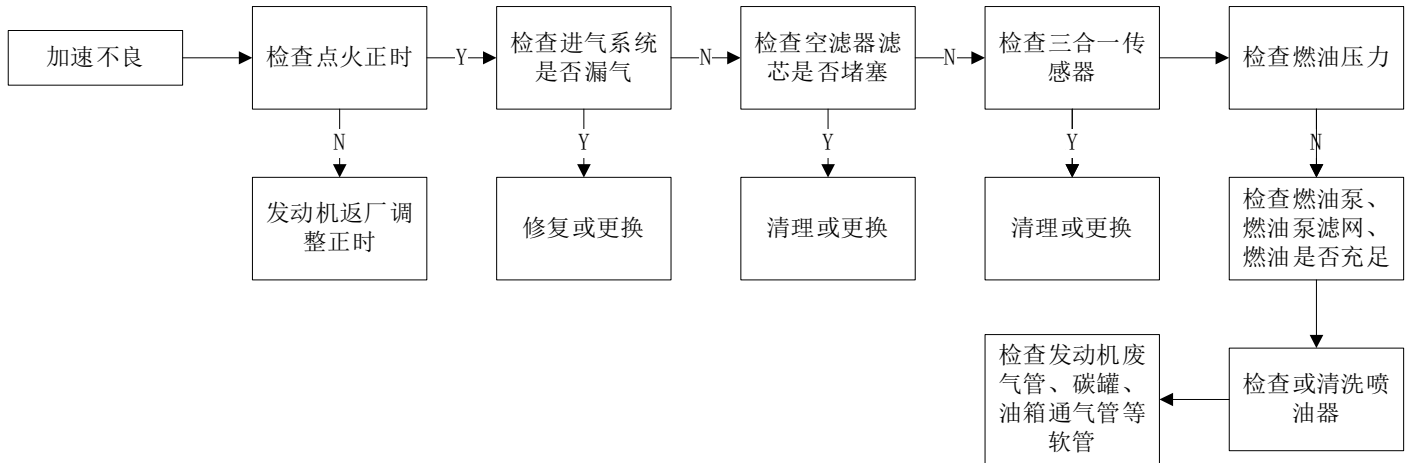 加速不良
检查点火正时
Y
检查进气系统
是否漏气
N
检查空滤器滤
芯是否堵塞
N
检查三合一传
感器
检查燃油压力
N
Y
Y
Y
N
发动机返厂调
整正时
修复或更换
清理或更换
清理或更换
检查燃油泵、
燃油泵滤网、
燃油是否充足
检查发动机废
气管、碳罐、
油箱通气管等
软管
检查或清洗喷
油器